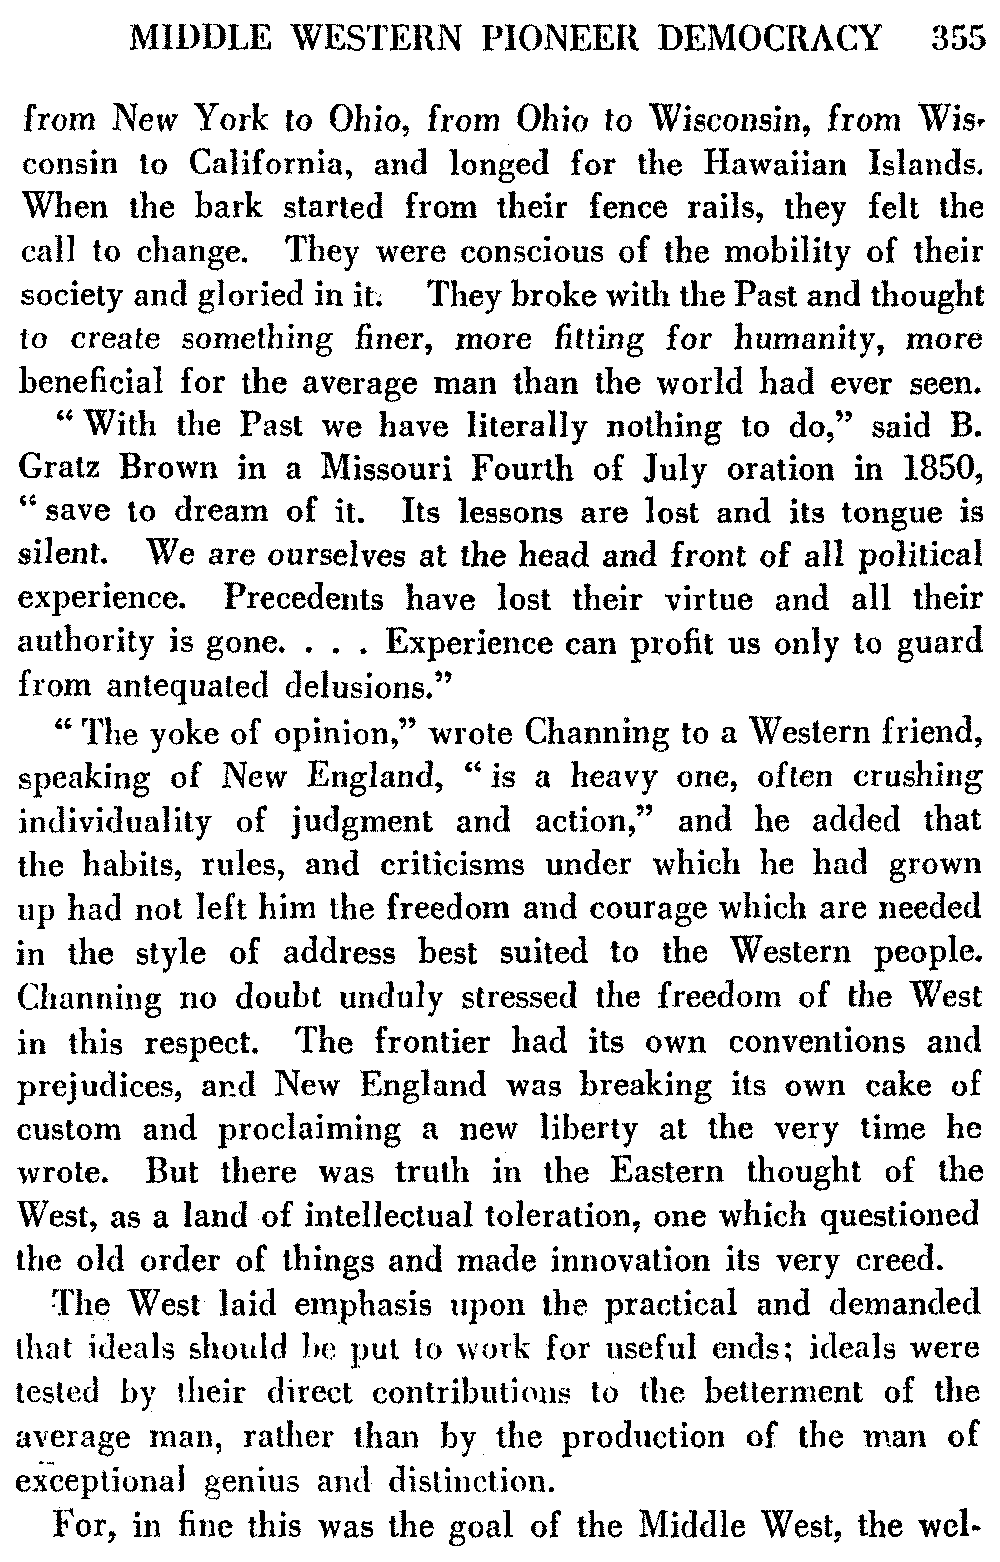 MIDDLE WESTERN PIONEER DEMOCRACY 355
from New York to Ohio, from Ohio to Wisconsin, from Wis-
consin to California, and longed for the Hawaiian Islands.
When the bark started from their fence rails, they felt the
call to change. They were conscious of the mobility of their
society and gloried in it. They broke with the Past and thought
to create something finer, more fitting for humanity, more
beneficial for the average man than the world had ever seen.
“ With the Past we have literally nothing to do,” said B.
Gratz Brown in a Missouri Fourth of July oration in 1850,
“ save to dream of it. Its lessons are lost and its tongue is
silent. We are ourselves at the head and front of all political
experience. Precedents have lost their virtue and all their
authority is gone. . . . Experience can profit us only to guard
from antequated delusions.”
“ The yoke of opinion,” wrote Channing to a Western friend,
speaking of New England, “ is a heavy one, often crushing
individuality of judgment and action,” and he added that
the habits, rules, and criticisms under which he had grown
up had not left him the freedom and courage which are needed
in the style of address best suited to the Western people.
Channing no doubt unduly stressed the freedom of the West
in this respect. The frontier had its own conventions and
prejudices, and New England was breaking its own cake of
custom and proclaiming a new liberty at the very time he
wrote. But there was truth in the Eastern thought of the
West, as a land of intellectual toleration, one which questioned
the old order of things and made innovation its very creed.
The West laid emphasis upon the practical and demanded
that ideals should be put to work for useful ends; ideals were
tested by their direct contributions to the betterment of the
average man, rather than by the production of the man of
exceptional genius and distinction.
For, in fine this was the goal of the Middle West, the wel-